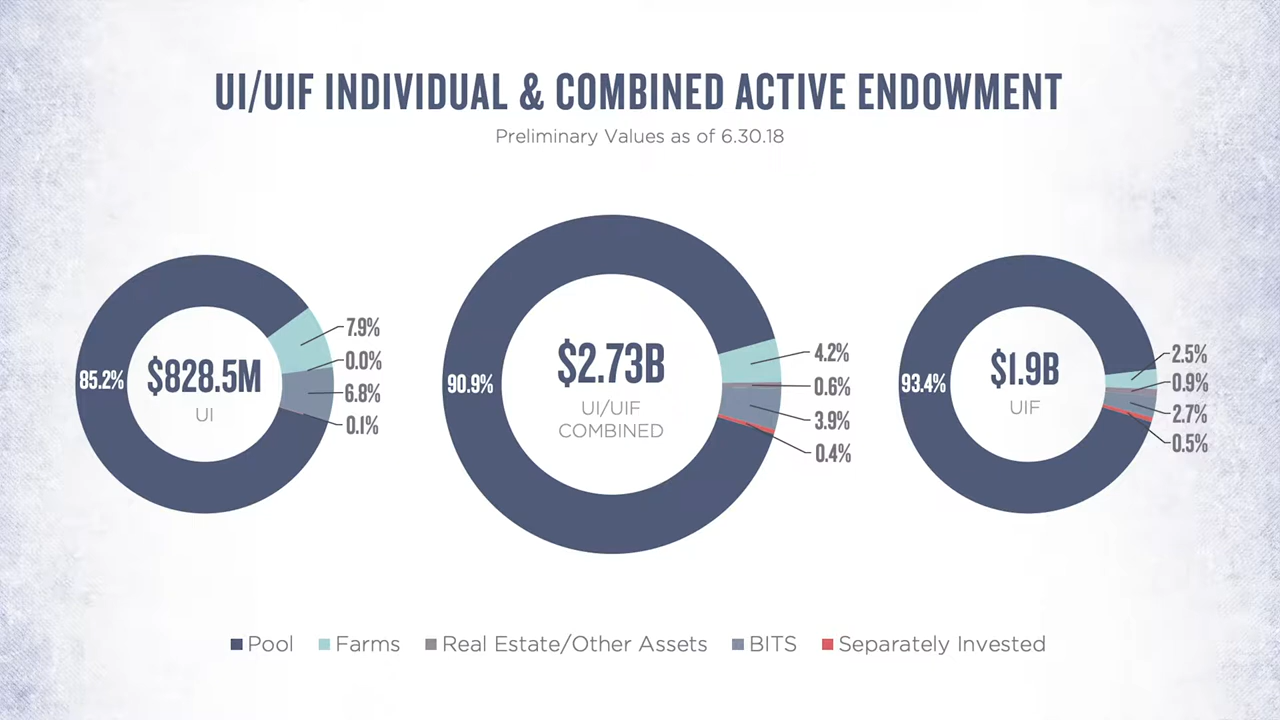 UI/UIF INDIVIDUAL & COMBINED ACTIVE ENDOWMENT
Preliminary Values as of 6.30.18
85.2%
$828.5M
UI
7.9%
0.0%
6.8%
0.1%
90.9%
$2.73B
UI/UIF
COMBINED
4.2%
0.6%
3.9%
0.4%
93.4%
$1.9B
UIF
2.5%
0.9%
2.7%
0.5%
Pool Farms Real Estate/Other Assets BITS Separately Invested